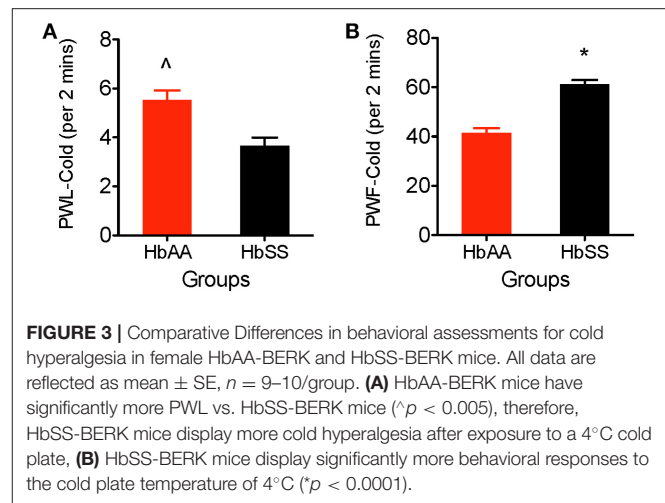 A
B
^
*
PWL-Cold (per 2 mins)
8
6
4
2
0
HbAA HbSS
Groups
PWF-Cold (per 2 mins)
80
60
40
20
0
HbAA HbSS
Groups
FIGURE 3 | Comparative Differences in behavioral assessments for cold
hyperalgesia in female HbAA-BERK and HbSS-BERK mice. All data are
reflected as mean ± SE, n = 9–10/group. (A) HbAA-BERK mice have
significantly more PWL vs. HbSS-BERK mice (^p < 0.005), therefore,
HbSS-BERK mice display more cold hyperalgesia after exposure to a 4°C cold
plate, (B) HbSS-BERK mice display significantly more behavioral responses to
the cold plate temperature of 4°C (*p < 0.0001).